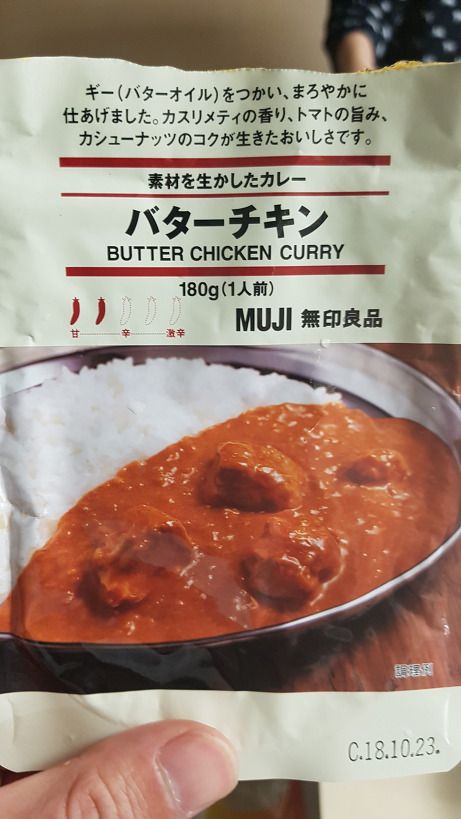 ギー（バターオイル）をつかい、まろやかに
仕あげました。カスリメティの香り、トマトの旨み、
カシューナッツのコクが生きたおいしさです。
素材を生かしたカレー
バターチキン
BUTTER CHICKEN CURRY
180g（1人前）
甘 辛 激辛
MUJI 無印良品
調理例
C.18.10.23.